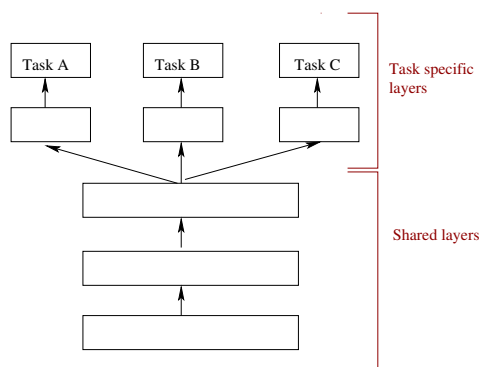 Task A
Task B
Task C
Task specific
layers
Shared layers